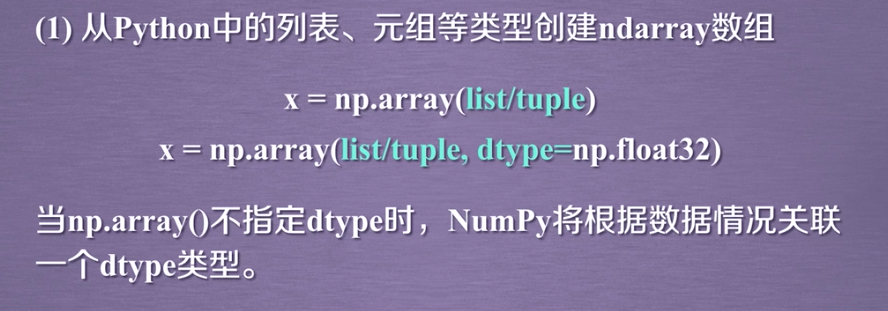 (1) 从Python中的列表、元组等类型创建ndarray数组
x = np.array(list/tuple)
x = np.array(list/tuple, dtype=np.float32)
当np.array()不指定dtype时，NumPy将根据数据情况关联
一个dtype类型。